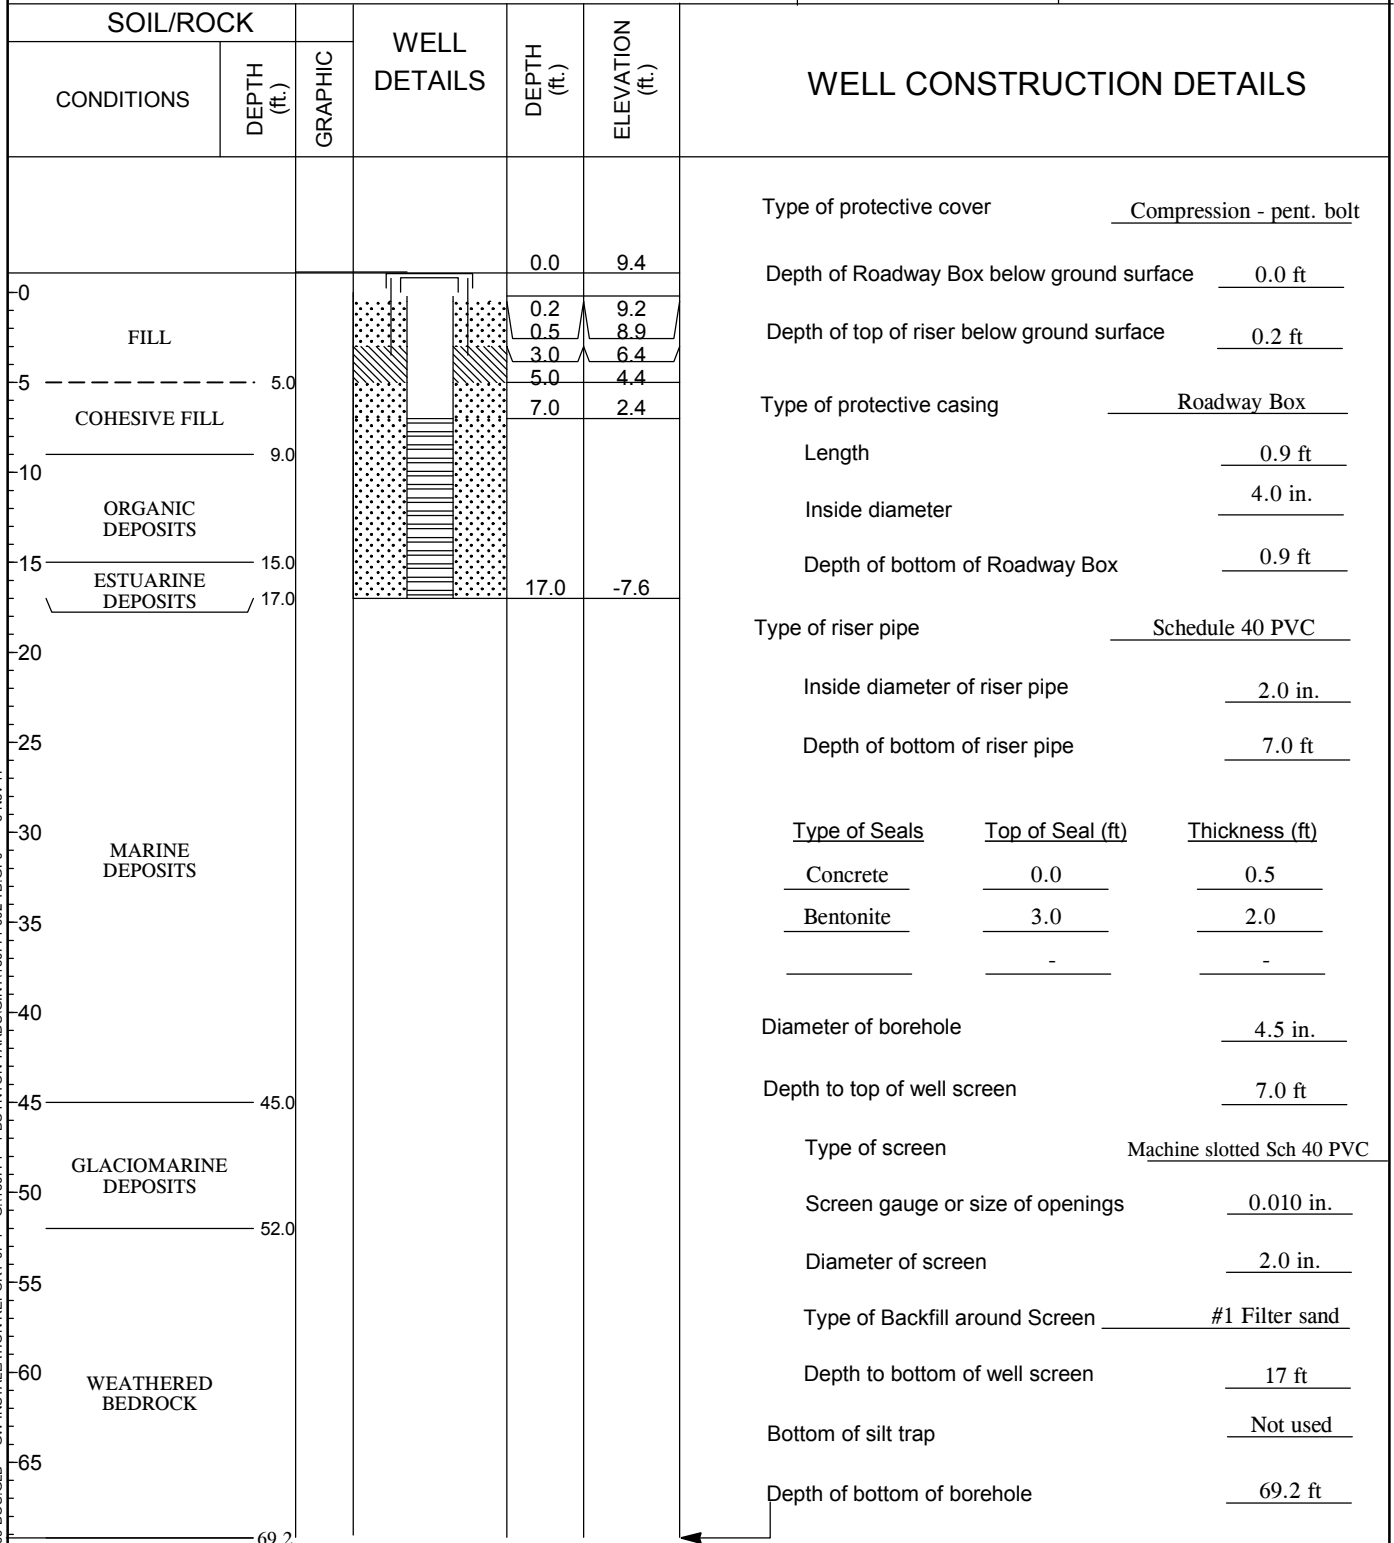 SOIL/ROCK
CONDITIONS
DEPTH
(ft.)
GRAPHIC
WELL
DETAILS
DEPTH
(ft.)
ELEVATION
(ft.)
WELL CONSTRUCTION DETAILS
0
5
10
15
20
25
30
35
40
45
50
55
60
65
FILL
5.0
COHESIVE FILL
9.0
ORGANIC
DEPOSITS
15.0
ESTUARINE
DEPOSITS
17.0
MARINE
DEPOSITS
45.0
GLACIOMARINE
DEPOSITS
52.0
WEATHERED
BEDROCK
69.2
0.0 9.4
0.2 9.2
0.5 8.9
3.0 6.4
5.0 4.4
7.0 2.4
17.0 -7.6
Type of protective cover Compression - pent. bolt
Depth of Roadway Box below ground surface 0.0 ft
Depth of top of riser below ground surface 0.2 ft
Type of protective casing Roadway Box
Length 0.9 ft
Inside diameter 4.0 in.
Depth of bottom of Roadway Box 0.9 ft
Type of riser pipe Schedule 40 PVC
Inside diameter of riser pipe 2.0 in.
Depth of bottom of riser pipe 7.0 ft
Type of Seals Top of Seal (ft) Thickness (ft)
Concrete 0.0 0.5
Bentonite 3.0 2.0
- -
Diameter of borehole 4.5 in.
Depth to top of well screen 7.0 ft
Type of screen Machine slotted Sch 40 PVC
Screen gauge or size of openings 0.010 in.
Diameter of screen 2.0 in.
Type of Backfill around Screen #1 Filter sand
Depth to bottom of well screen 17 ft
Bottom of silt trap Not used
Depth of bottom of borehole 69.2 ft